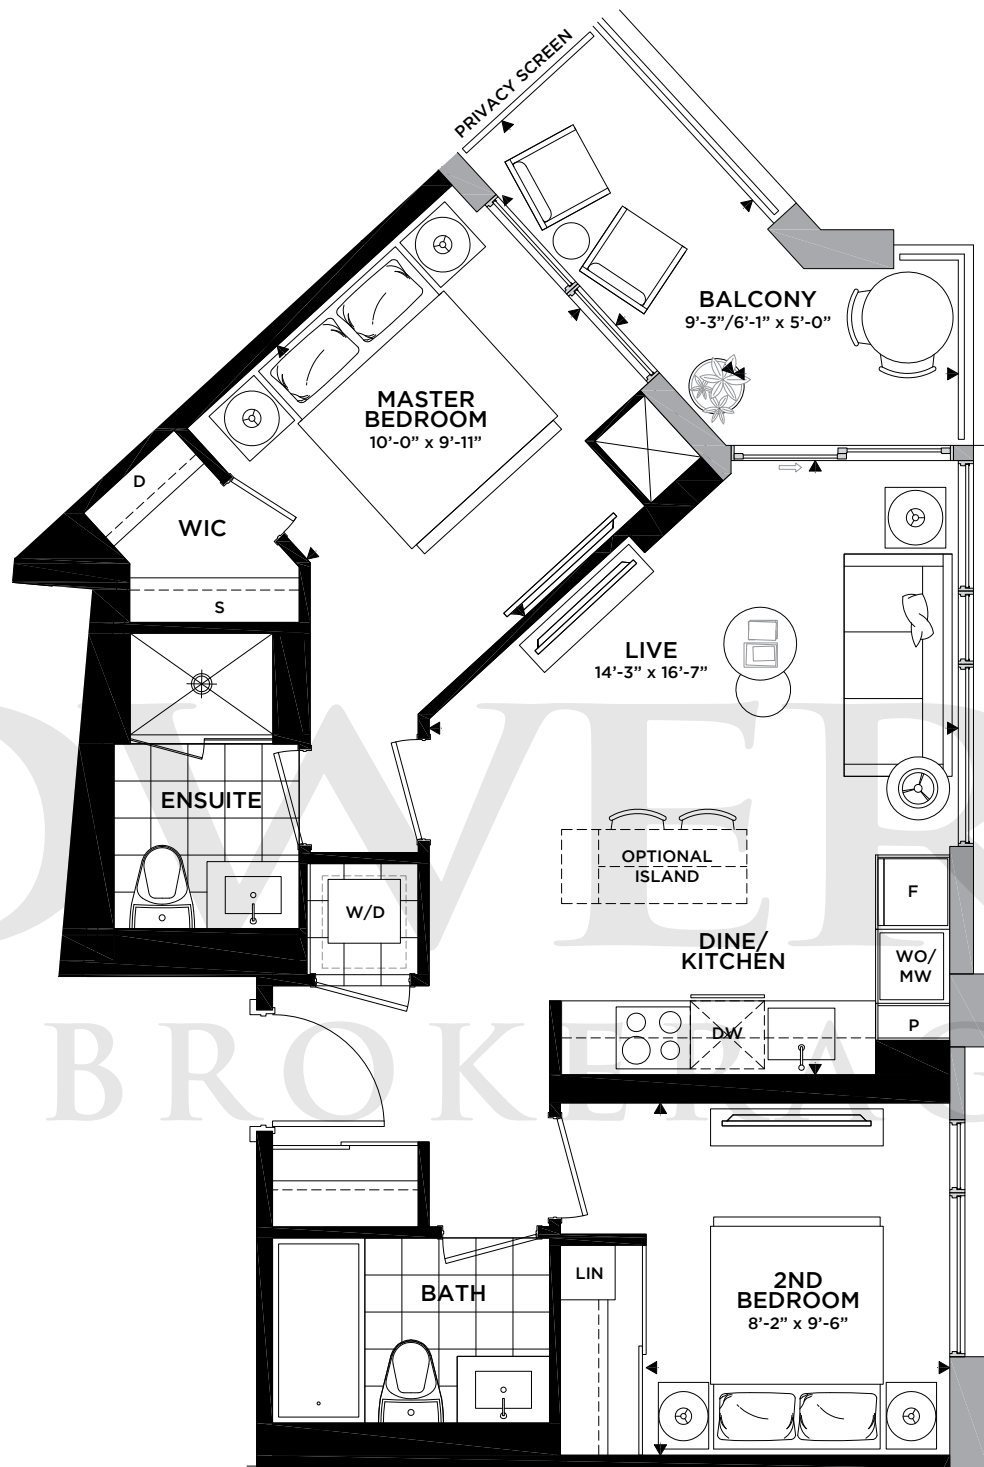 PRIVACY SCREEN
BALCONY
9'-3"/6'-1" x 5'-0"
MASTER
BEDROOM
10'-0" x 9'-11"
D
WIC
S
LIVE
14'-3" x 16'-7"
ENSUITE
OPTIONAL
ISLAND
F
W/D
DINE/
KITCHEN
WO/
MW
P
DW
OWER
BROKERAG
LIN
BATH
2ND
BEDROOM
8'-2" x 9'-6"